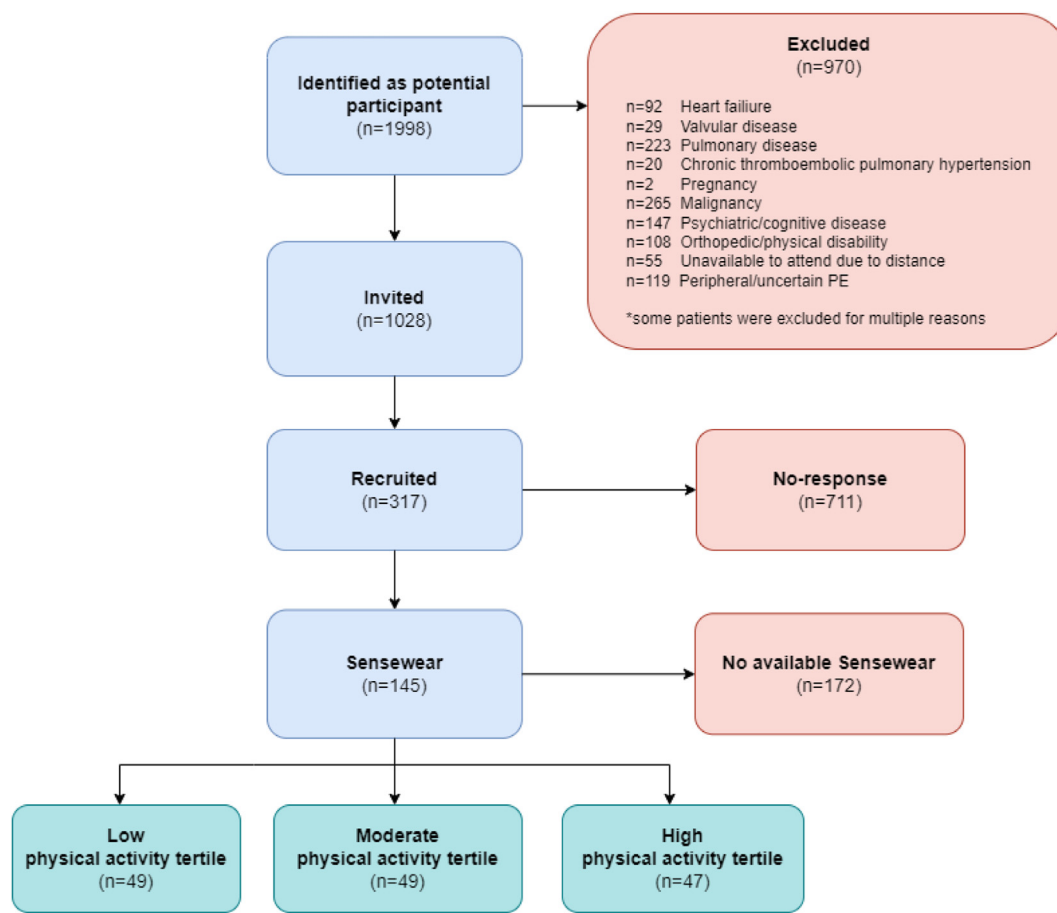 Identified as potential
participant
(n=1998)
Excluded
(n=970)
n=92 Heart faiilure
n=29 Valvular disease
n=223 Pulmonary disease
n=20 Chronic thromboembolic pulmonary hypertension
n=2 Pregnancy
n=265 Malignancy
n=147 Psychiatric/cognitive disease
n=108 Orthopedic/physical disability
n=55 Unavailable to attend due to distance
n=119 Peripheral/uncertain PE
*some patients were excluded for multiple reasons
Invited
(n=1028)
Recruited
(n=317)
No-response
(n=711)
Sensewear
(n=145)
No available Sensewear
(n=172)
Low
physical activity tertile
(n=49)
Moderate
physical activity tertile
(n=49)
High
physical activity tertile
(n=47)